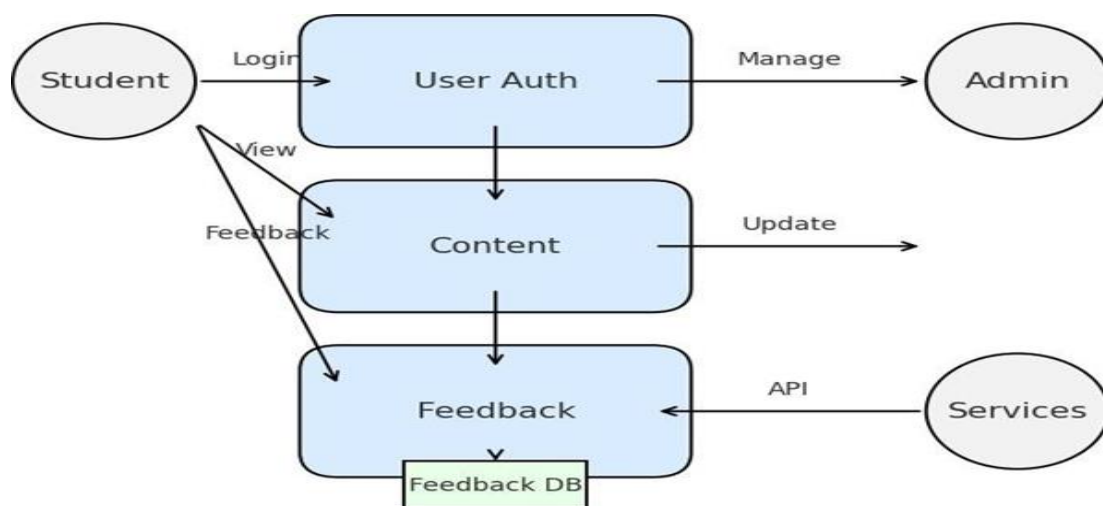 Student
Login
User Auth
Manage
Admin
View
Feedback
Content
Update
Feedback
API
Services
Feedback DB